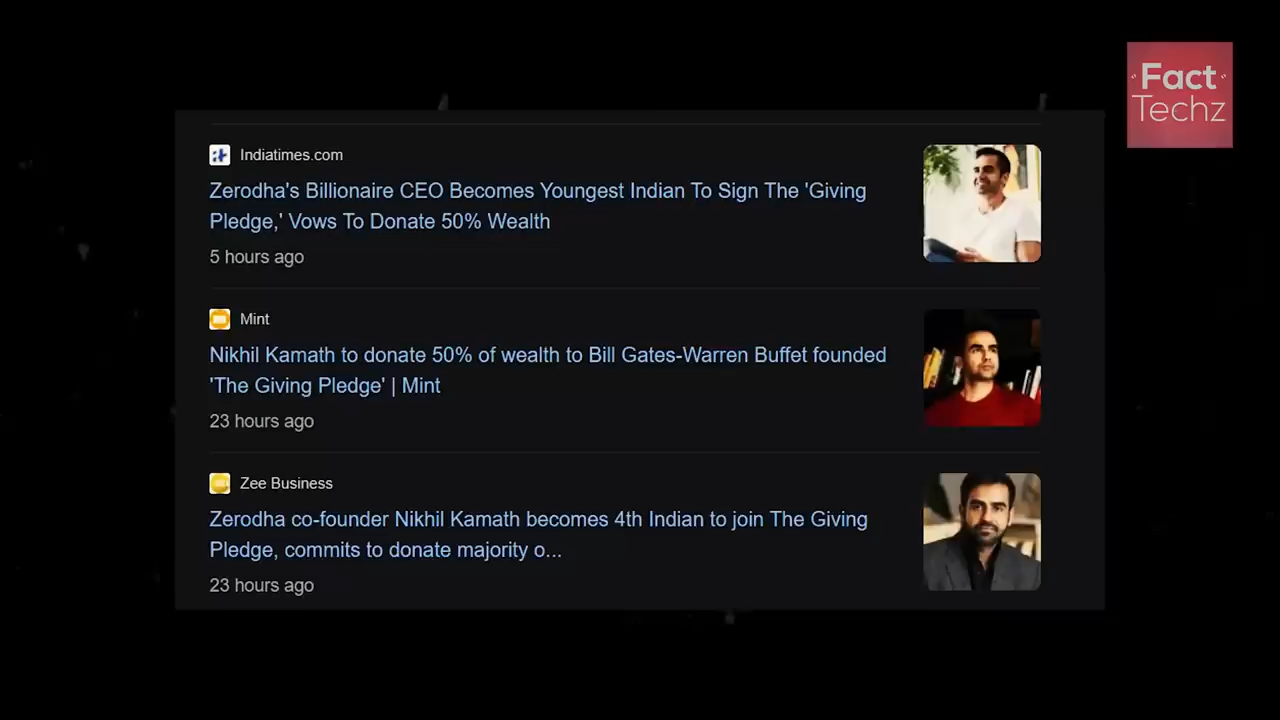 Fact
Techz
Indiatimes.com
Zerodha's Billionaire CEO Becomes Youngest Indian To Sign The 'Giving
Pledge,' Vows To Donate 50% Wealth
5 hours ago
Mint
Nikhil Kamath to donate 50% of wealth to Bill Gates-Warren Buffet founded
'The Giving Pledge' | Mint
23 hours ago
Zee Business
Zerodha co-founder Nikhil Kamath becomes 4th Indian to join The Giving
Pledge, commits to donate majority o...
23 hours ago